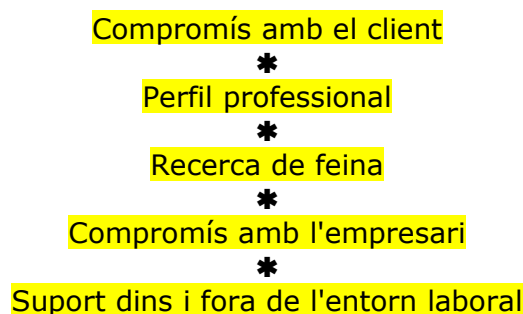 Compromís amb el client
✱
Perfil professional
✱
Recerca de feina
✱
Compromís amb l'empresari
✱
Suport dins i fora de l'entorn laboral